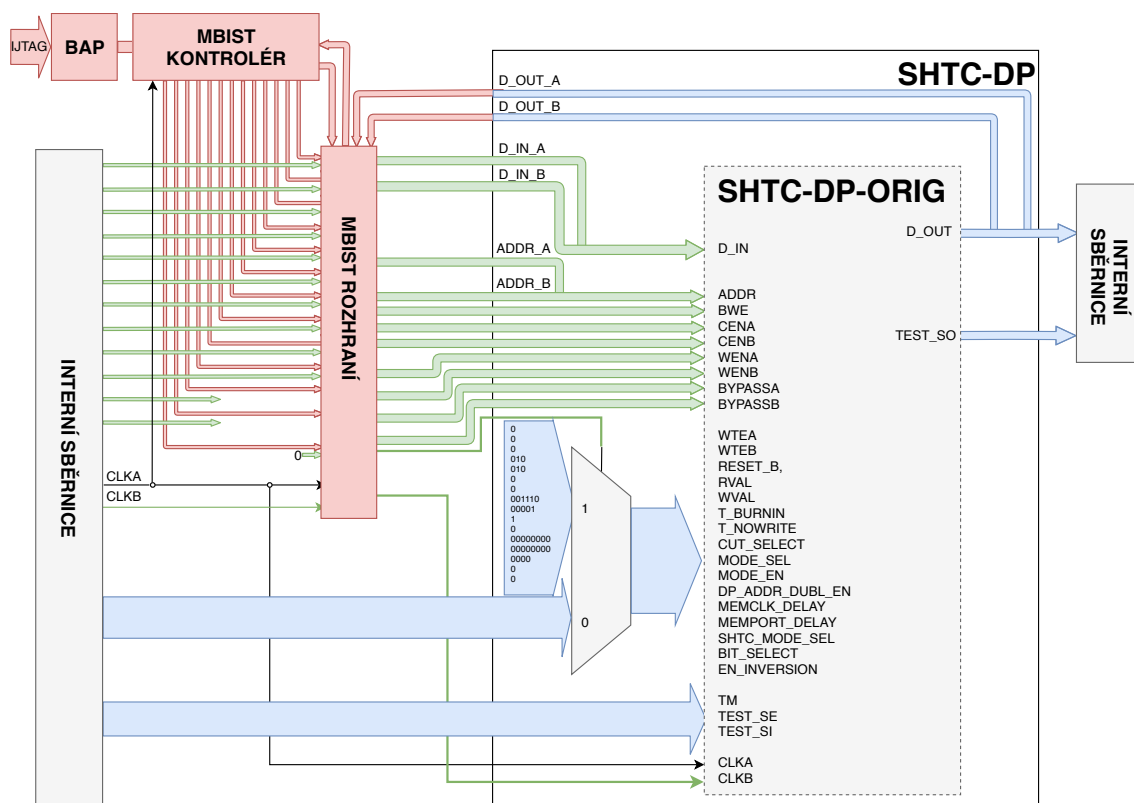 IJTAG
BAP
MBIST
KONTROLÉR
SHTC-DP
D_OUT_A
D_OUT_B
D_IN_A
D_IN_B
ADDR_A
ADDR_B
MBIST ROZHRANÍ
INTERNÍ SBĚRNICE
CLKA
CLKB
0
SHTC-DP-ORIG
D_IN
ADDR
BWE
CENA
CENB
WENA
WENB
BYPASSA
BYPASSB
WTEA
WTEB
RESET_B,
RVAL
WVAL
T_BURNIN
T_NOWRITE
CUT_SELECT
MODE_SEL
MODE_EN
DP_ADDR_DUBL_EN
MEMCLK_DELAY
MEMPORT_DELAY
SHTC_MODE_SEL
BIT_SELECT
EN_INVERSION
TM
TEST_SE
TEST_SI
CLKA
CLKB
D_OUT
TEST_SO
INTERNÍ
SBĚRNICE
0
0
0
010
010
0
0
001110
00001
1
0
00000000
00000000
0000
0
0
1
0